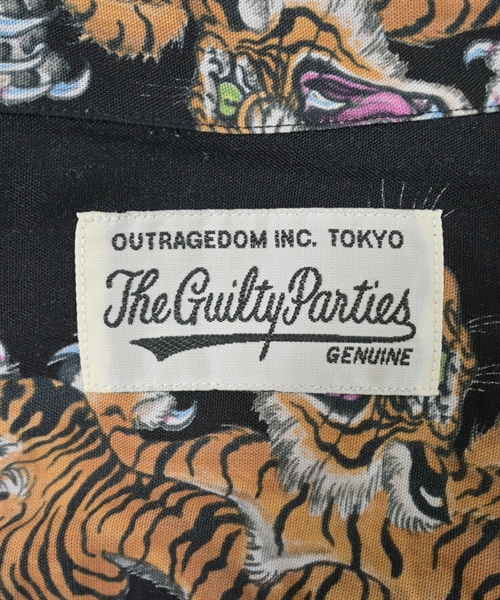 OUTRAGEDOM INC. TOKYO
The Guilty Parties
GENUINE